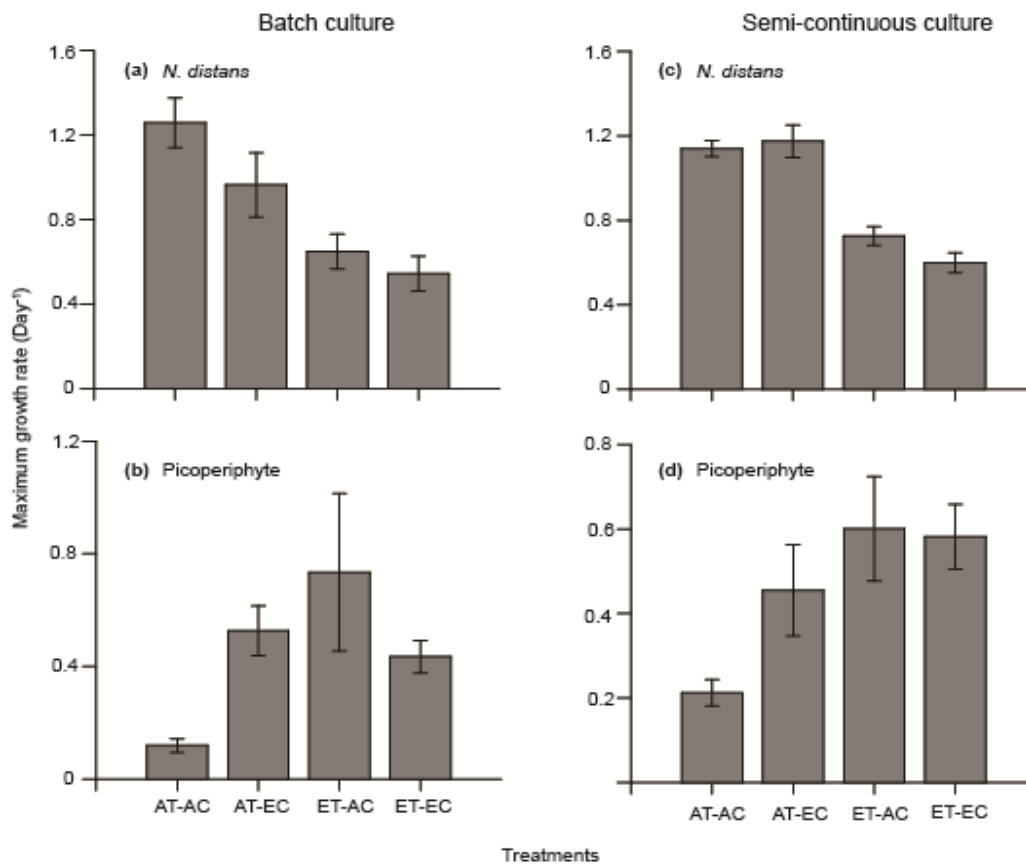 Batch culture
Semi-continuous culture
1.6
(a) N. distans
1.2
0.8
0.4
0
1.6
(c) N. distans
1.2
0.8
0.4
0
Maximum growth rate (Day⁻¹)
1.2
(b) Picoperiphyte
0.8
0.4
0
AT-AC AT-EC ET-AC ET-EC
0.8
(d) Picoperiphyte
0.6
0.4
0.2
AT-AC AT-EC ET-AC ET-EC
Treatments